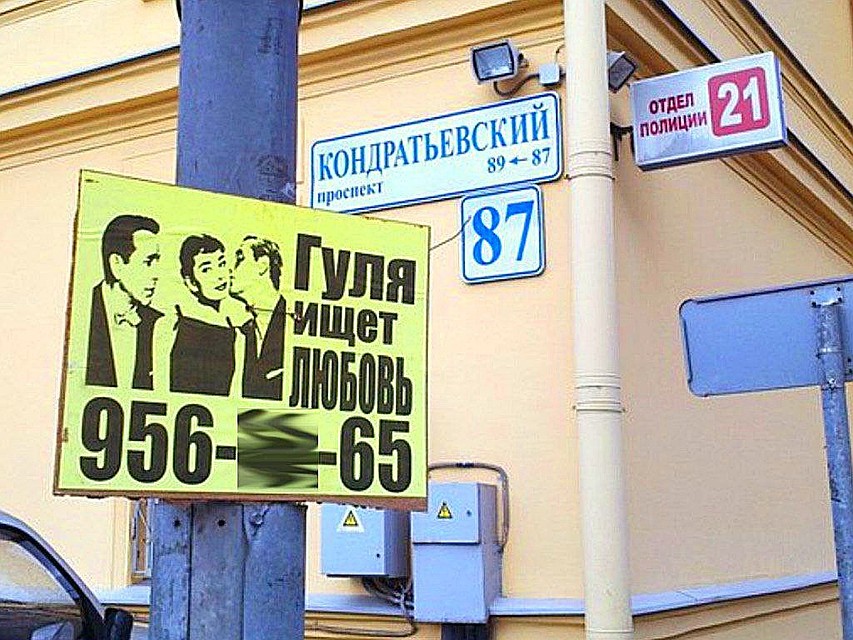 Гуля
ищет
ЛЮБОВЬ
956- -65
КОНДРАТЬЕВСКИЙ
проспект 89←87
87
ОТДЕЛ
ПОЛИЦИИ
21